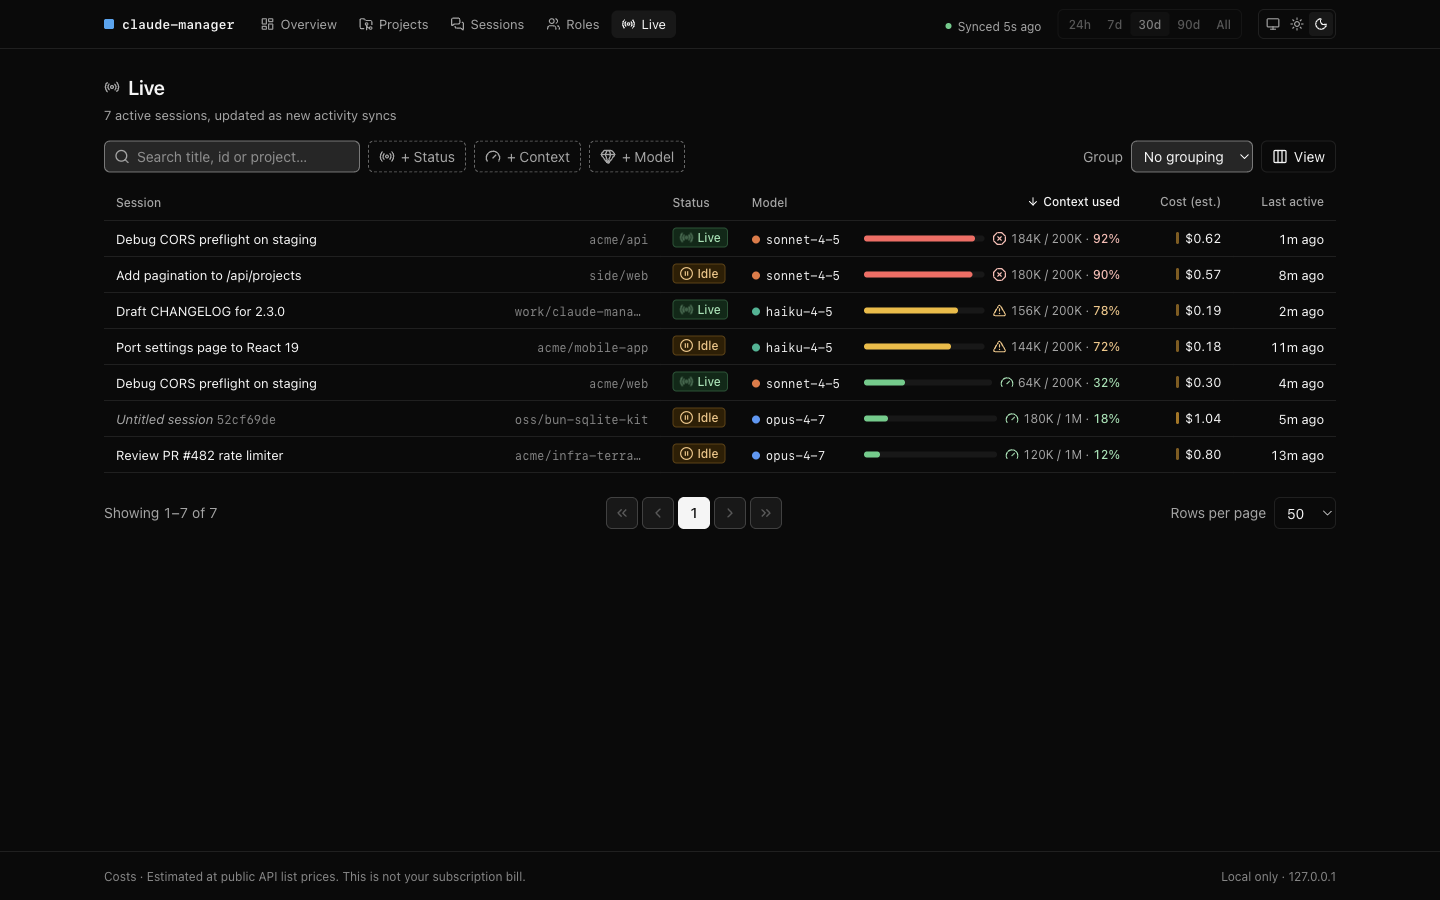 claude-manager Overview Projects Sessions Roles Live Synced 5s ago 24h 7d 30d 90d All
Live
7 active sessions, updated as new activity syncs
Search title, id or project... + Status + Context + Model Group No grouping View
Session Status Model ↓ Context used Cost (est.) Last active
Debug CORS preflight on staging acme/api Live sonnet-4-5 184K / 200K · 92% $0.62 1m ago
Add pagination to /api/projects side/web Idle sonnet-4-5 180K / 200K · 90% $0.57 8m ago
Draft CHANGELOG for 2.3.0 work/claude-mana… Live haiku-4-5 156K / 200K · 78% $0.19 2m ago
Port settings page to React 19 acme/mobile-app Idle haiku-4-5 144K / 200K · 72% $0.18 11m ago
Debug CORS preflight on staging acme/web Live sonnet-4-5 64K / 200K · 32% $0.30 4m ago
Untitled session 52cf69de oss/bun-sqlite-kit Idle opus-4-7 180K / 1M · 18% $1.04 5m ago
Review PR #482 rate limiter acme/infra-terra… Idle opus-4-7 120K / 1M · 12% $0.80 13m ago
Showing 1–7 of 7 « ‹ 1 › » Rows per page 50
Costs · Estimated at public API list prices. This is not your subscription bill. Local only · 127.0.0.1